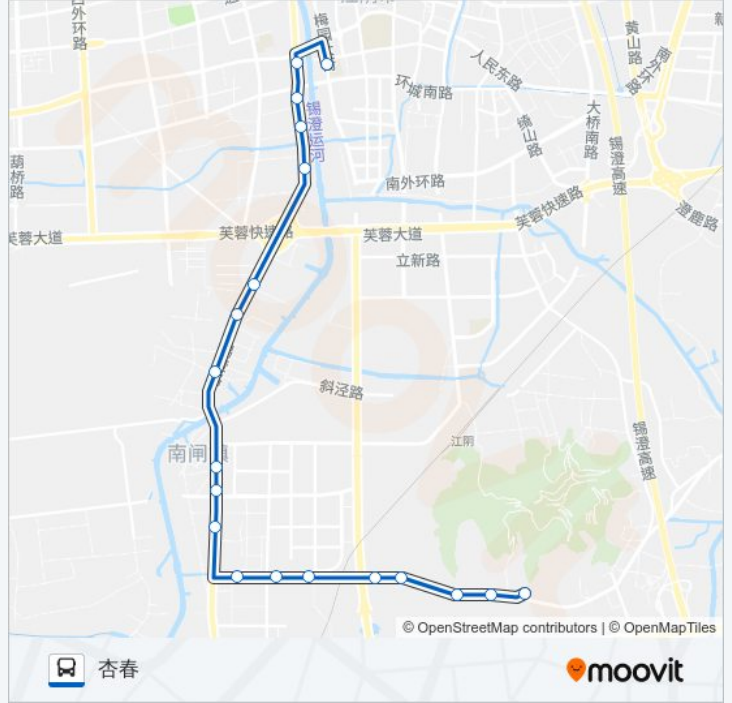 西外环路
黄山路
南外环路
人民东路
环城南路
绮山路
大桥南路
锡澄运河
锡澄高速
葫桥路
南外环路
芙蓉快速路
澄鹿路
芙蓉大道
芙蓉快速路
芙蓉大道
立新路
斜泾路
江阴
锡澄高速
南闸镇
© OpenStreetMap contributors | © OpenMapTiles
杏春
moovit